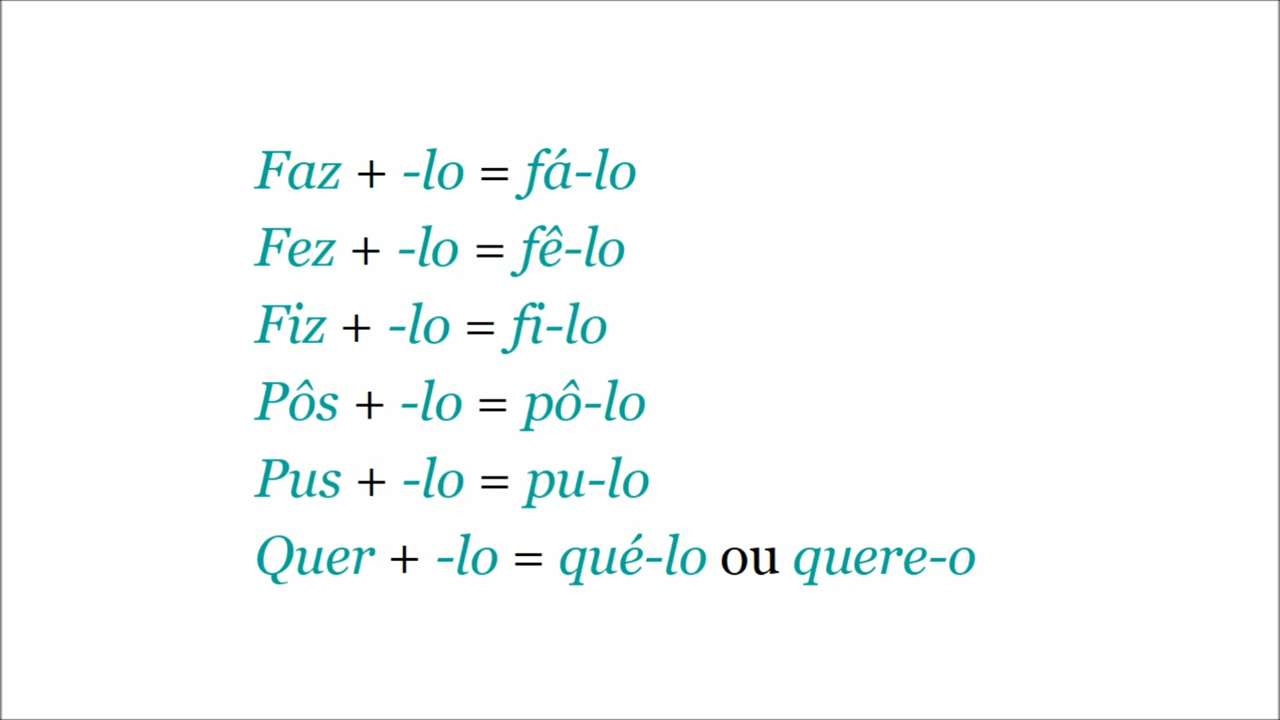 Faz + -lo = fá-lo
Fez + -lo = fê-lo
Fiz + -lo = fi-lo
Pôs + -lo = pô-lo
Pus + -lo = pu-lo
Quer + -lo = qué-lo ou quere-o